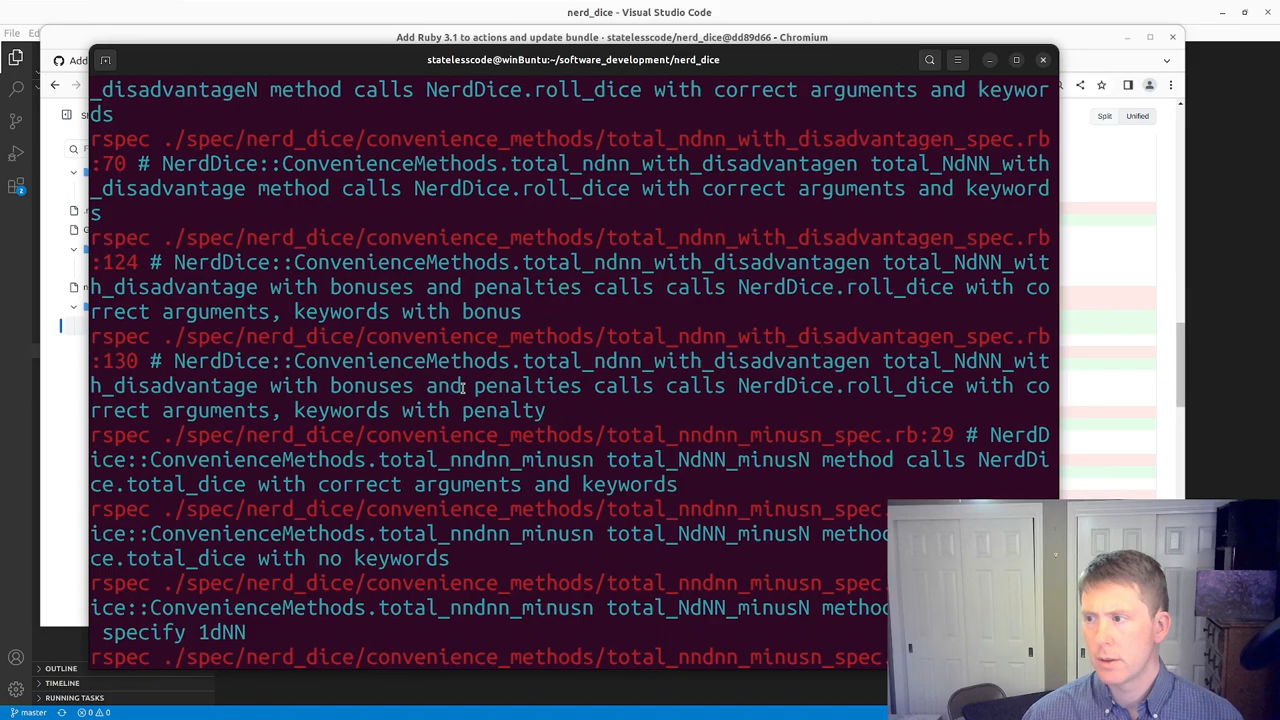 nerd_dice - Visual Studio Code
File
Add Ruby 3.1 to actions and update bundle · statelesscode/nerd_dice@dd89d66 - Chromium
Add
statelesscode@winBuntu:~/software_development/nerd_dice
Split Unified
_disadvantageN method calls NerdDice.roll_dice with correct arguments and keywor
ds
rspec ./spec/nerd_dice/convenience_methods/total_ndnn_with_disadvantagen_spec.rb
:70 # NerdDice::ConvenienceMethods.total_ndnn_with_disadvantagen total_NdNN_with
_disadvantage method calls NerdDice.roll_dice with correct arguments and keyword
s
rspec ./spec/nerd_dice/convenience_methods/total_ndnn_with_disadvantagen_spec.rb
:124 # NerdDice::ConvenienceMethods.total_ndnn_with_disadvantagen total_NdNN_wit
h_disadvantage with bonuses and penalties calls calls NerdDice.roll_dice with co
rrect arguments, keywords with bonus
rspec ./spec/nerd_dice/convenience_methods/total_ndnn_with_disadvantagen_spec.rb
:130 # NerdDice::ConvenienceMethods.total_ndnn_with_disadvantagen total_NdNN_wit
h_disadvantage with bonuses and penalties calls calls NerdDice.roll_dice with co
rrect arguments, keywords with penalty
rspec ./spec/nerd_dice/convenience_methods/total_nndnn_minusn_spec.rb:29 # NerdD
ice::ConvenienceMethods.total_nndnn_minusn total_NdNN_minusN method calls NerdDi
ce.total_dice with correct arguments and keywords
rspec ./spec/nerd_dice/convenience_methods/total_nndnn_minusn_spec.
ice::ConvenienceMethods.total_nndnn_minusn total_NdNN_minusN method
ce.total_dice with no keywords
rspec ./spec/nerd_dice/convenience_methods/total_nndnn_minusn_spec.
ice::ConvenienceMethods.total_nndnn_minusn total_NdNN_minusN method
specify 1dNN
rspec ./spec/nerd_dice/convenience_methods/total_nndnn_minusn_spec.
OUTLINE
TIMELINE
RUNNING TASKS
master 0 0